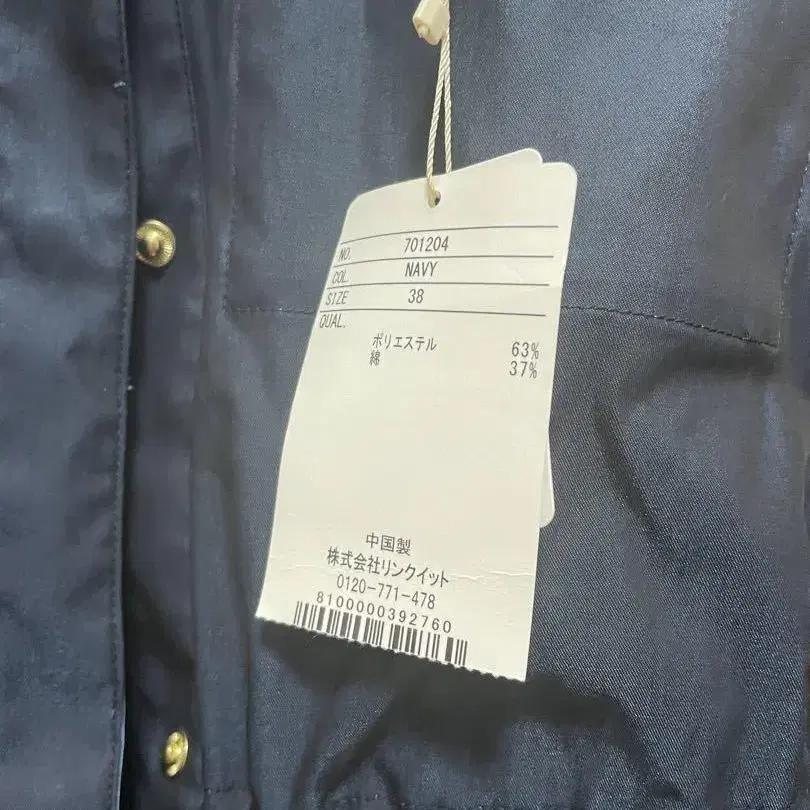 NO. 701204
COL. NAVY
SIZE 38
QUAL.
ポリエステル 63%
綿 37%
中国製
株式会社リンクイット
0120-771-478
8100000392760